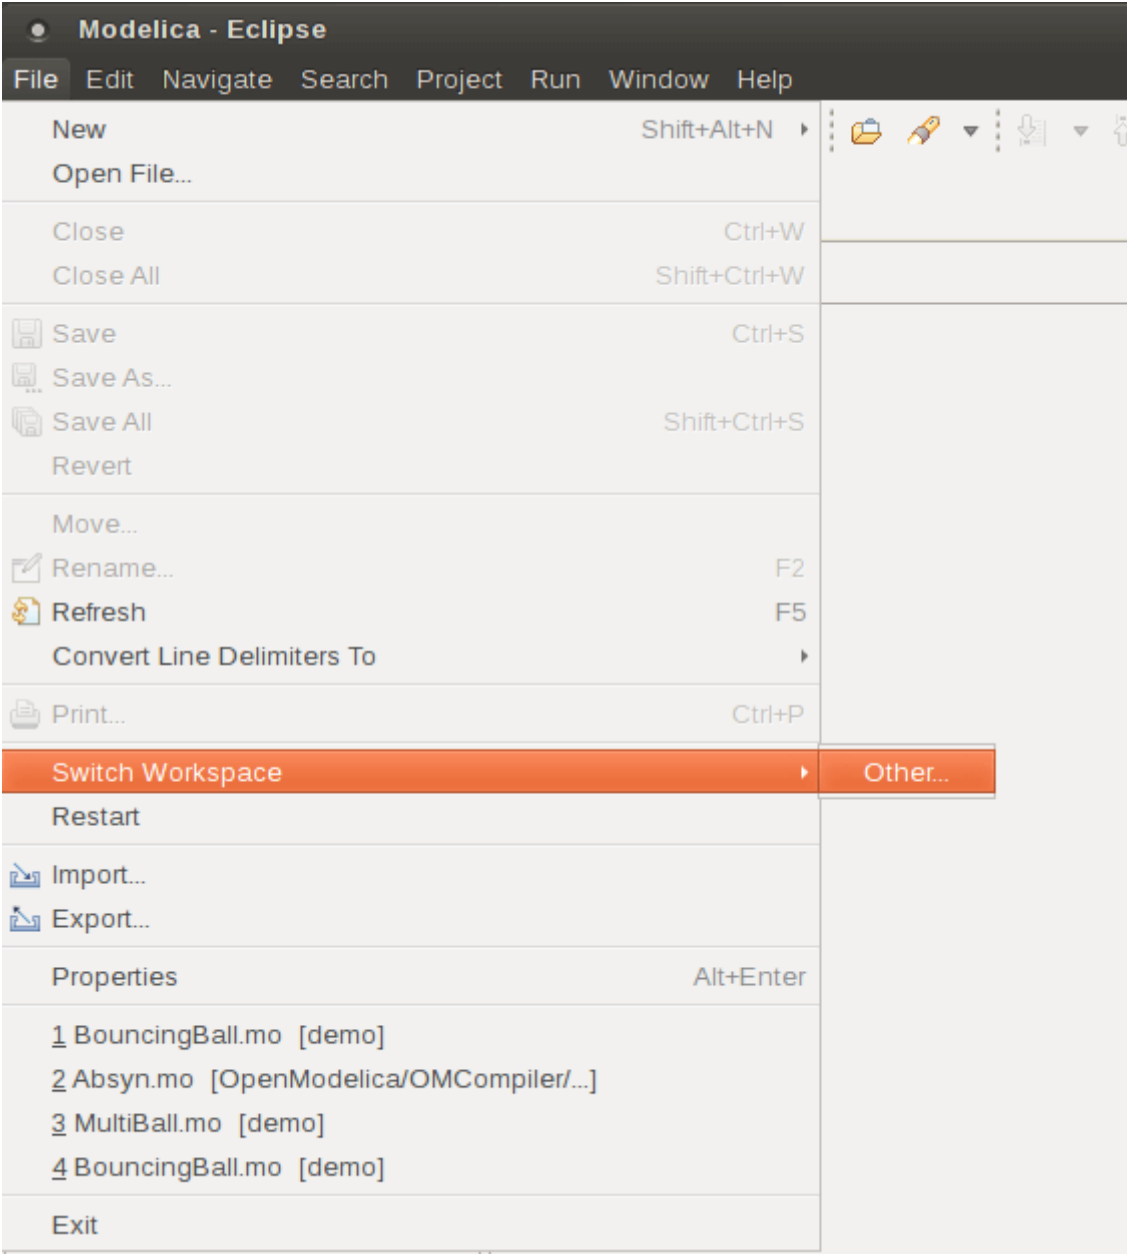 Modelica - Eclipse
File Edit Navigate Search Project Run Window Help
New Shift+Alt+N
Open File...
Close Ctrl+W
Close All Shift+Ctrl+W
Save Ctrl+S
Save As...
Save All Shift+Ctrl+S
Revert
Move...
Rename... F2
Refresh F5
Convert Line Delimiters To
Print... Ctrl+P
Switch Workspace Other...
Restart
Import...
Export...
Properties Alt+Enter
1 BouncingBall.mo [demo]
2 Absyn.mo [OpenModelica/OMCompiler/...]
3 MultiBall.mo [demo]
4 BouncingBall.mo [demo]
Exit